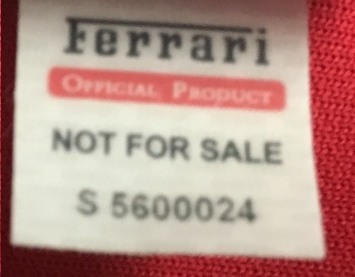 Ferrari
OFFICIAL PRODUCT
NOT FOR SALE
S 5600024